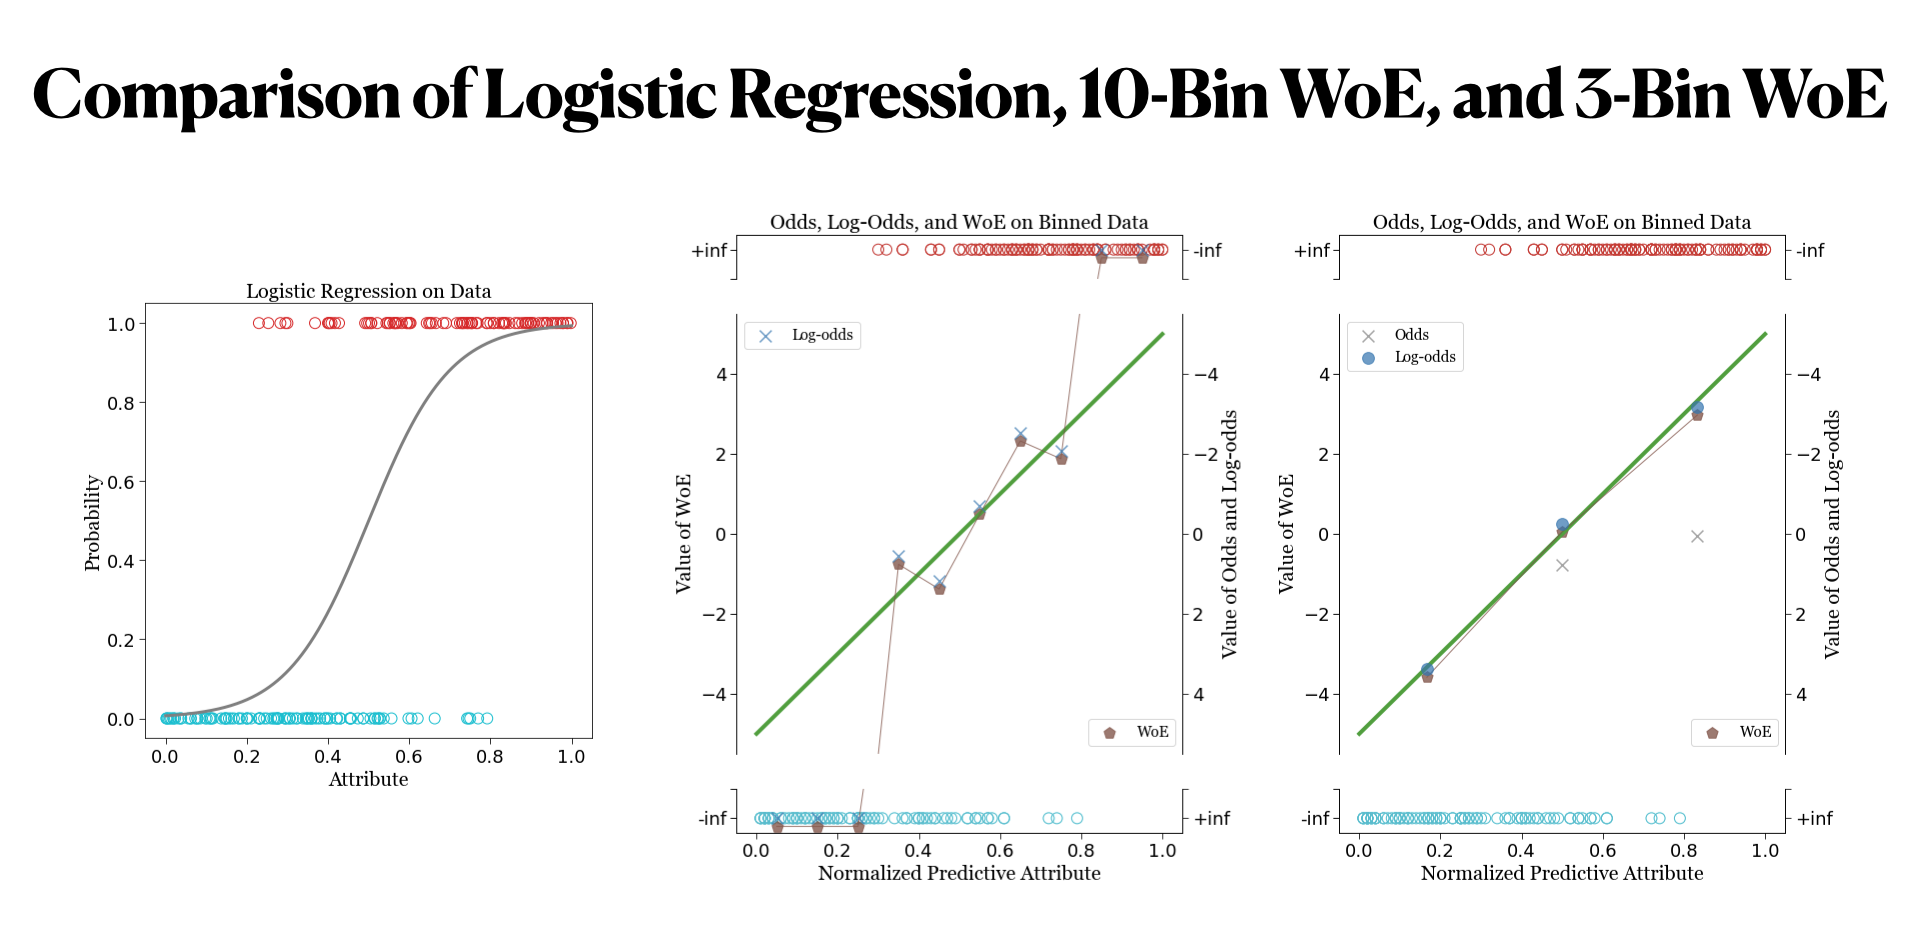 Comparison of Logistic Regression, 10-Bin WoE, and 3-Bin WoE
Logistic Regression on Data
1.0
0.8
0.6
0.4
0.2
0.0
Probability
0.0 0.2 0.4 0.6 0.8 1.0
Attribute
Odds, Log-Odds, and WoE on Binned Data
+inf
-inf
Log-odds
4
2
0
−2
−4
Value of WoE
−4
−2
0
2
4
Value of Odds and Log-odds
WoE
-inf
+inf
0.0 0.2 0.4 0.6 0.8 1.0
Normalized Predictive Attribute
Odds, Log-Odds, and WoE on Binned Data
+inf
-inf
Odds
Log-odds
4
2
0
−2
−4
Value of WoE
−4
−2
0
2
4
Value of Odds and Log-odds
WoE
-inf
+inf
0.0 0.2 0.4 0.6 0.8 1.0
Normalized Predictive Attribute